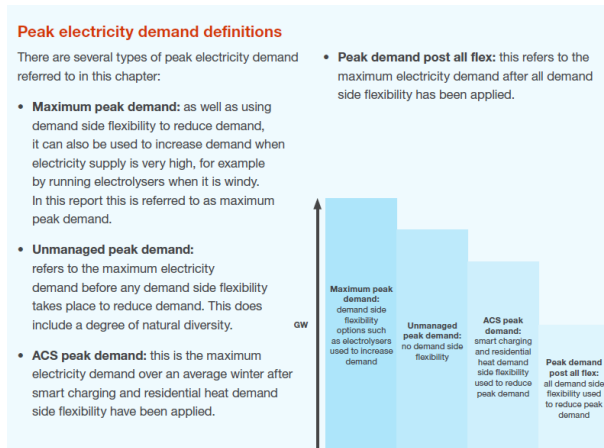 Peak electricity demand definitions
There are several types of peak electricity demand
referred to in this chapter:
• Maximum peak demand: as well as using
demand side flexibility to reduce demand,
it can also be used to increase demand when
electricity supply is very high, for example
by running electrolysers when it is windy.
In this report this is referred to as maximum
peak demand.
• Unmanaged peak demand:
refers to the maximum electricity
demand before any demand side flexibility
takes place to reduce demand. This does
include a degree of natural diversity.
• ACS peak demand: this is the maximum
electricity demand over an average winter after
smart charging and residential heat demand
side flexibility have been applied.
• Peak demand post all flex: this refers to the
maximum electricity demand after all demand
side flexibility has been applied.
GW
Maximum peak
demand:
demand side
flexibility
options such
as electrolysers
used to increase
demand
Unmanaged
peak demand:
no demand side
flexibility
ACS peak
demand:
smart charging
and residential
heat demand
side flexibility
used to reduce
peak demand
Peak demand
post all flex:
all demand side
flexibility used
to reduce peak
demand